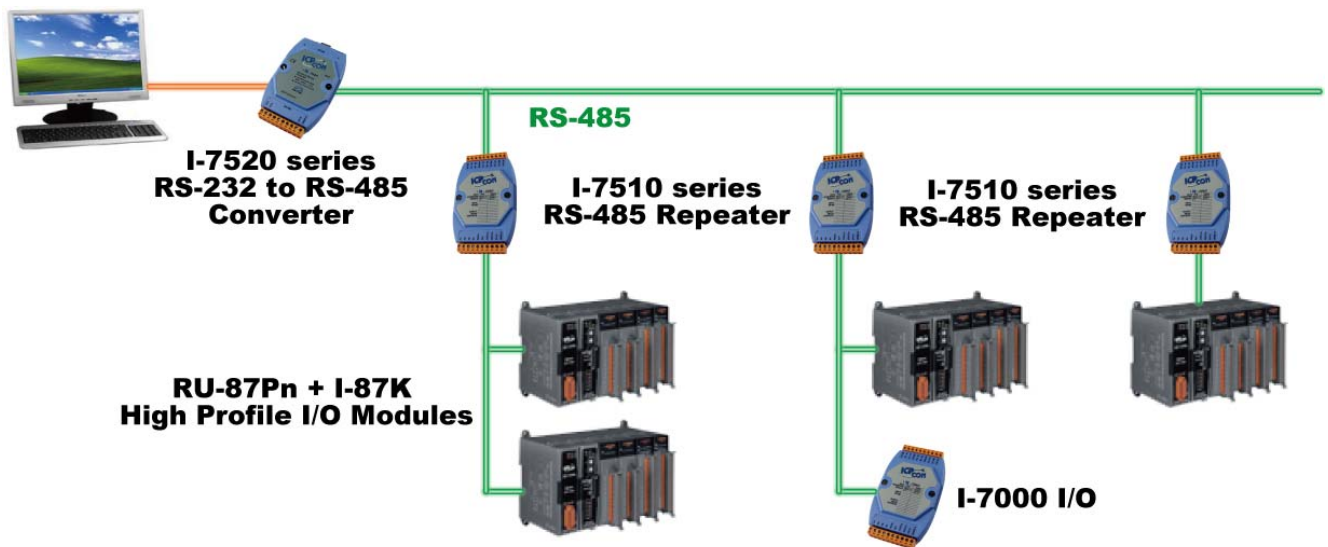 RS-485
I-7520 series
RS-232 to RS-485
Converter
I-7510 series
RS-485 Repeater
I-7510 series
RS-485 Repeater
RU-87Pn + I-87K
High Profile I/O Modules
I-7000 I/O